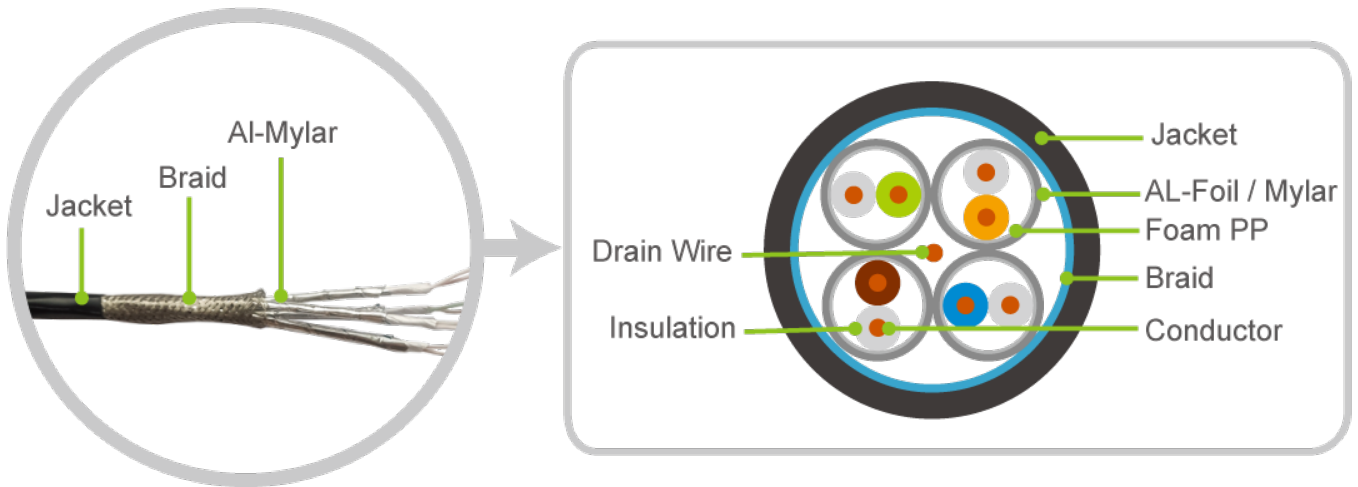 Al-Mylar
Braid
Jacket
Jacket
AL-Foil / Mylar
Foam PP
Drain Wire
Braid
Insulation
Conductor